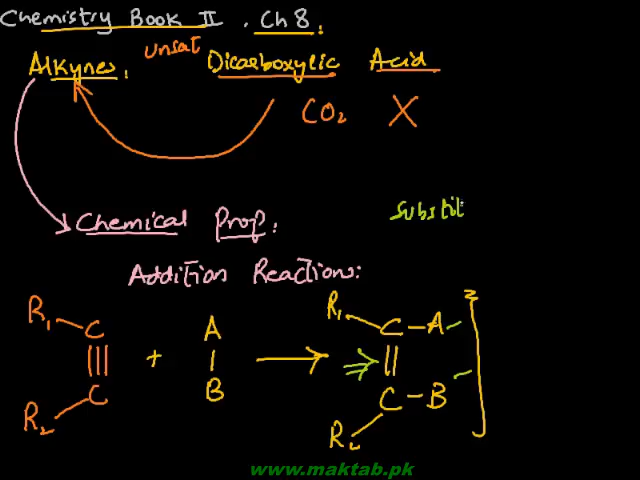 Chemistry Book II. Ch 8.
Alkynes. unsat Dicarboxylic Acid
CO2 X
Chemical Prop: substit
Addition Reactions:
R1 C A R1 C - A
+
B
R2 C R2 C - B
www.maktab.pk